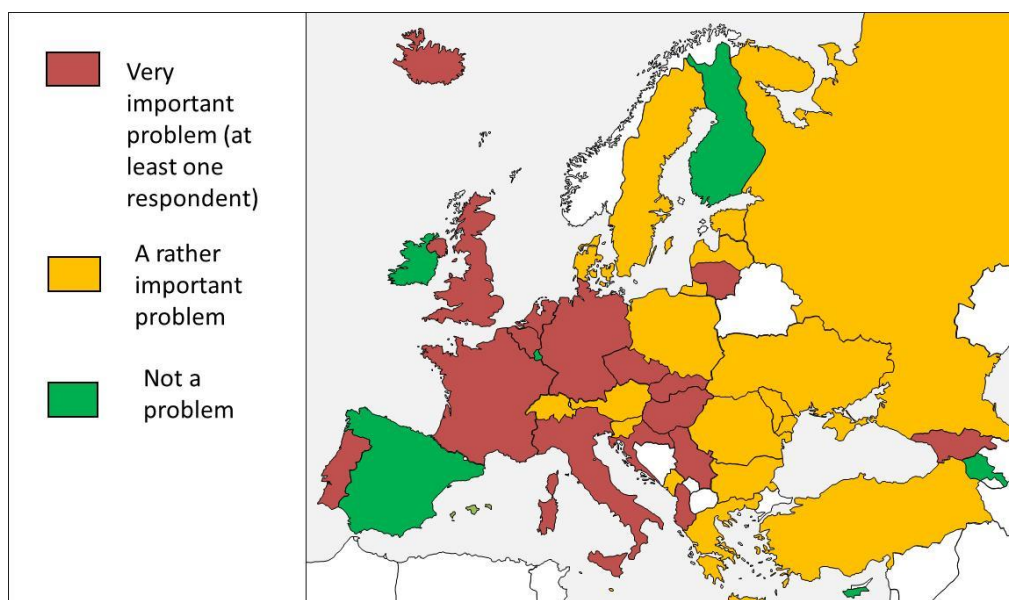 Very
important
problem (at
least one
respondent)
A rather
important
problem
Not a
problem